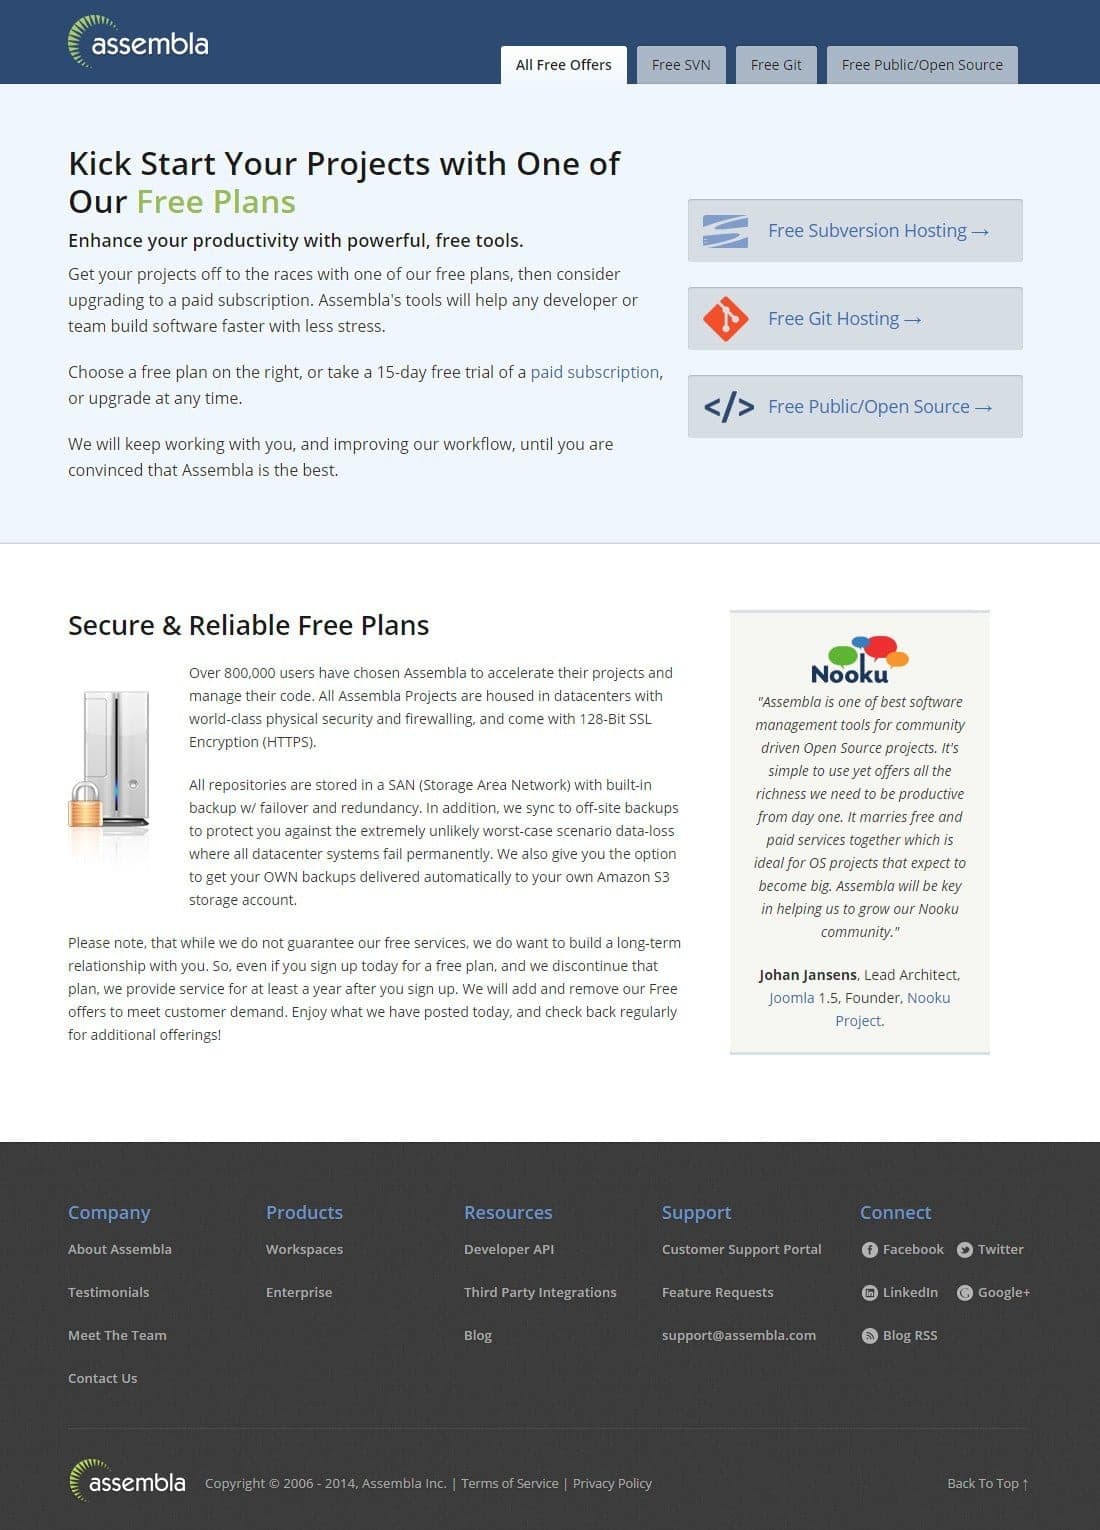 assembla
All Free Offers
Free SVN
Free Git
Free Public/Open Source
Kick Start Your Projects with One of
Our Free Plans
Enhance your productivity with powerful, free tools.
Get your projects off to the races with one of our free plans, then consider
upgrading to a paid subscription. Assembla's tools will help any developer or
team build software faster with less stress.
Choose a free plan on the right, or take a 15-day free trial of a paid subscription,
or upgrade at any time.
We will keep working with you, and improving our workflow, until you are
convinced that Assembla is the best.
Free Subversion Hosting →
Free Git Hosting →
</> Free Public/Open Source →
Secure & Reliable Free Plans
Over 800,000 users have chosen Assembla to accelerate their projects and
manage their code. All Assembla Projects are housed in datacenters with
world-class physical security and firewalling, and come with 128-Bit SSL
Encryption (HTTPS).
All repositories are stored in a SAN (Storage Area Network) with built-in
backup w/ failover and redundancy. In addition, we sync to off-site backups
to protect you against the extremely unlikely worst-case scenario data-loss
where all datacenter systems fail permanently. We also give you the option
to get your OWN backups delivered automatically to your own Amazon S3
storage account.
Please note, that while we do not guarantee our free services, we do want to build a long-term
relationship with you. So, even if you sign up today for a free plan, and we discontinue that
plan, we provide service for at least a year after you sign up. We will add and remove our Free
offers to meet customer demand. Enjoy what we have posted today, and check back regularly
for additional offerings!
Nooku
"Assembla is one of best software
management tools for community
driven Open Source projects. It's
simple to use yet offers all the
richness we need to be productive
from day one. It marries free and
paid services together which is
ideal for OS projects that expect to
become big. Assembla will be key
in helping us to grow our Nooku
community."
Johan Jansens, Lead Architect,
Joomla 1.5, Founder, Nooku
Project.
Company
About Assembla
Testimonials
Meet The Team
Contact Us
Products
Workspaces
Enterprise
Resources
Developer API
Third Party Integrations
Blog
Support
Customer Support Portal
Feature Requests
support@assembla.com
Connect
Facebook
Twitter
LinkedIn
Google+
Blog RSS
assembla
Copyright © 2006 - 2014, Assembla Inc. | Terms of Service | Privacy Policy
Back To Top ↑